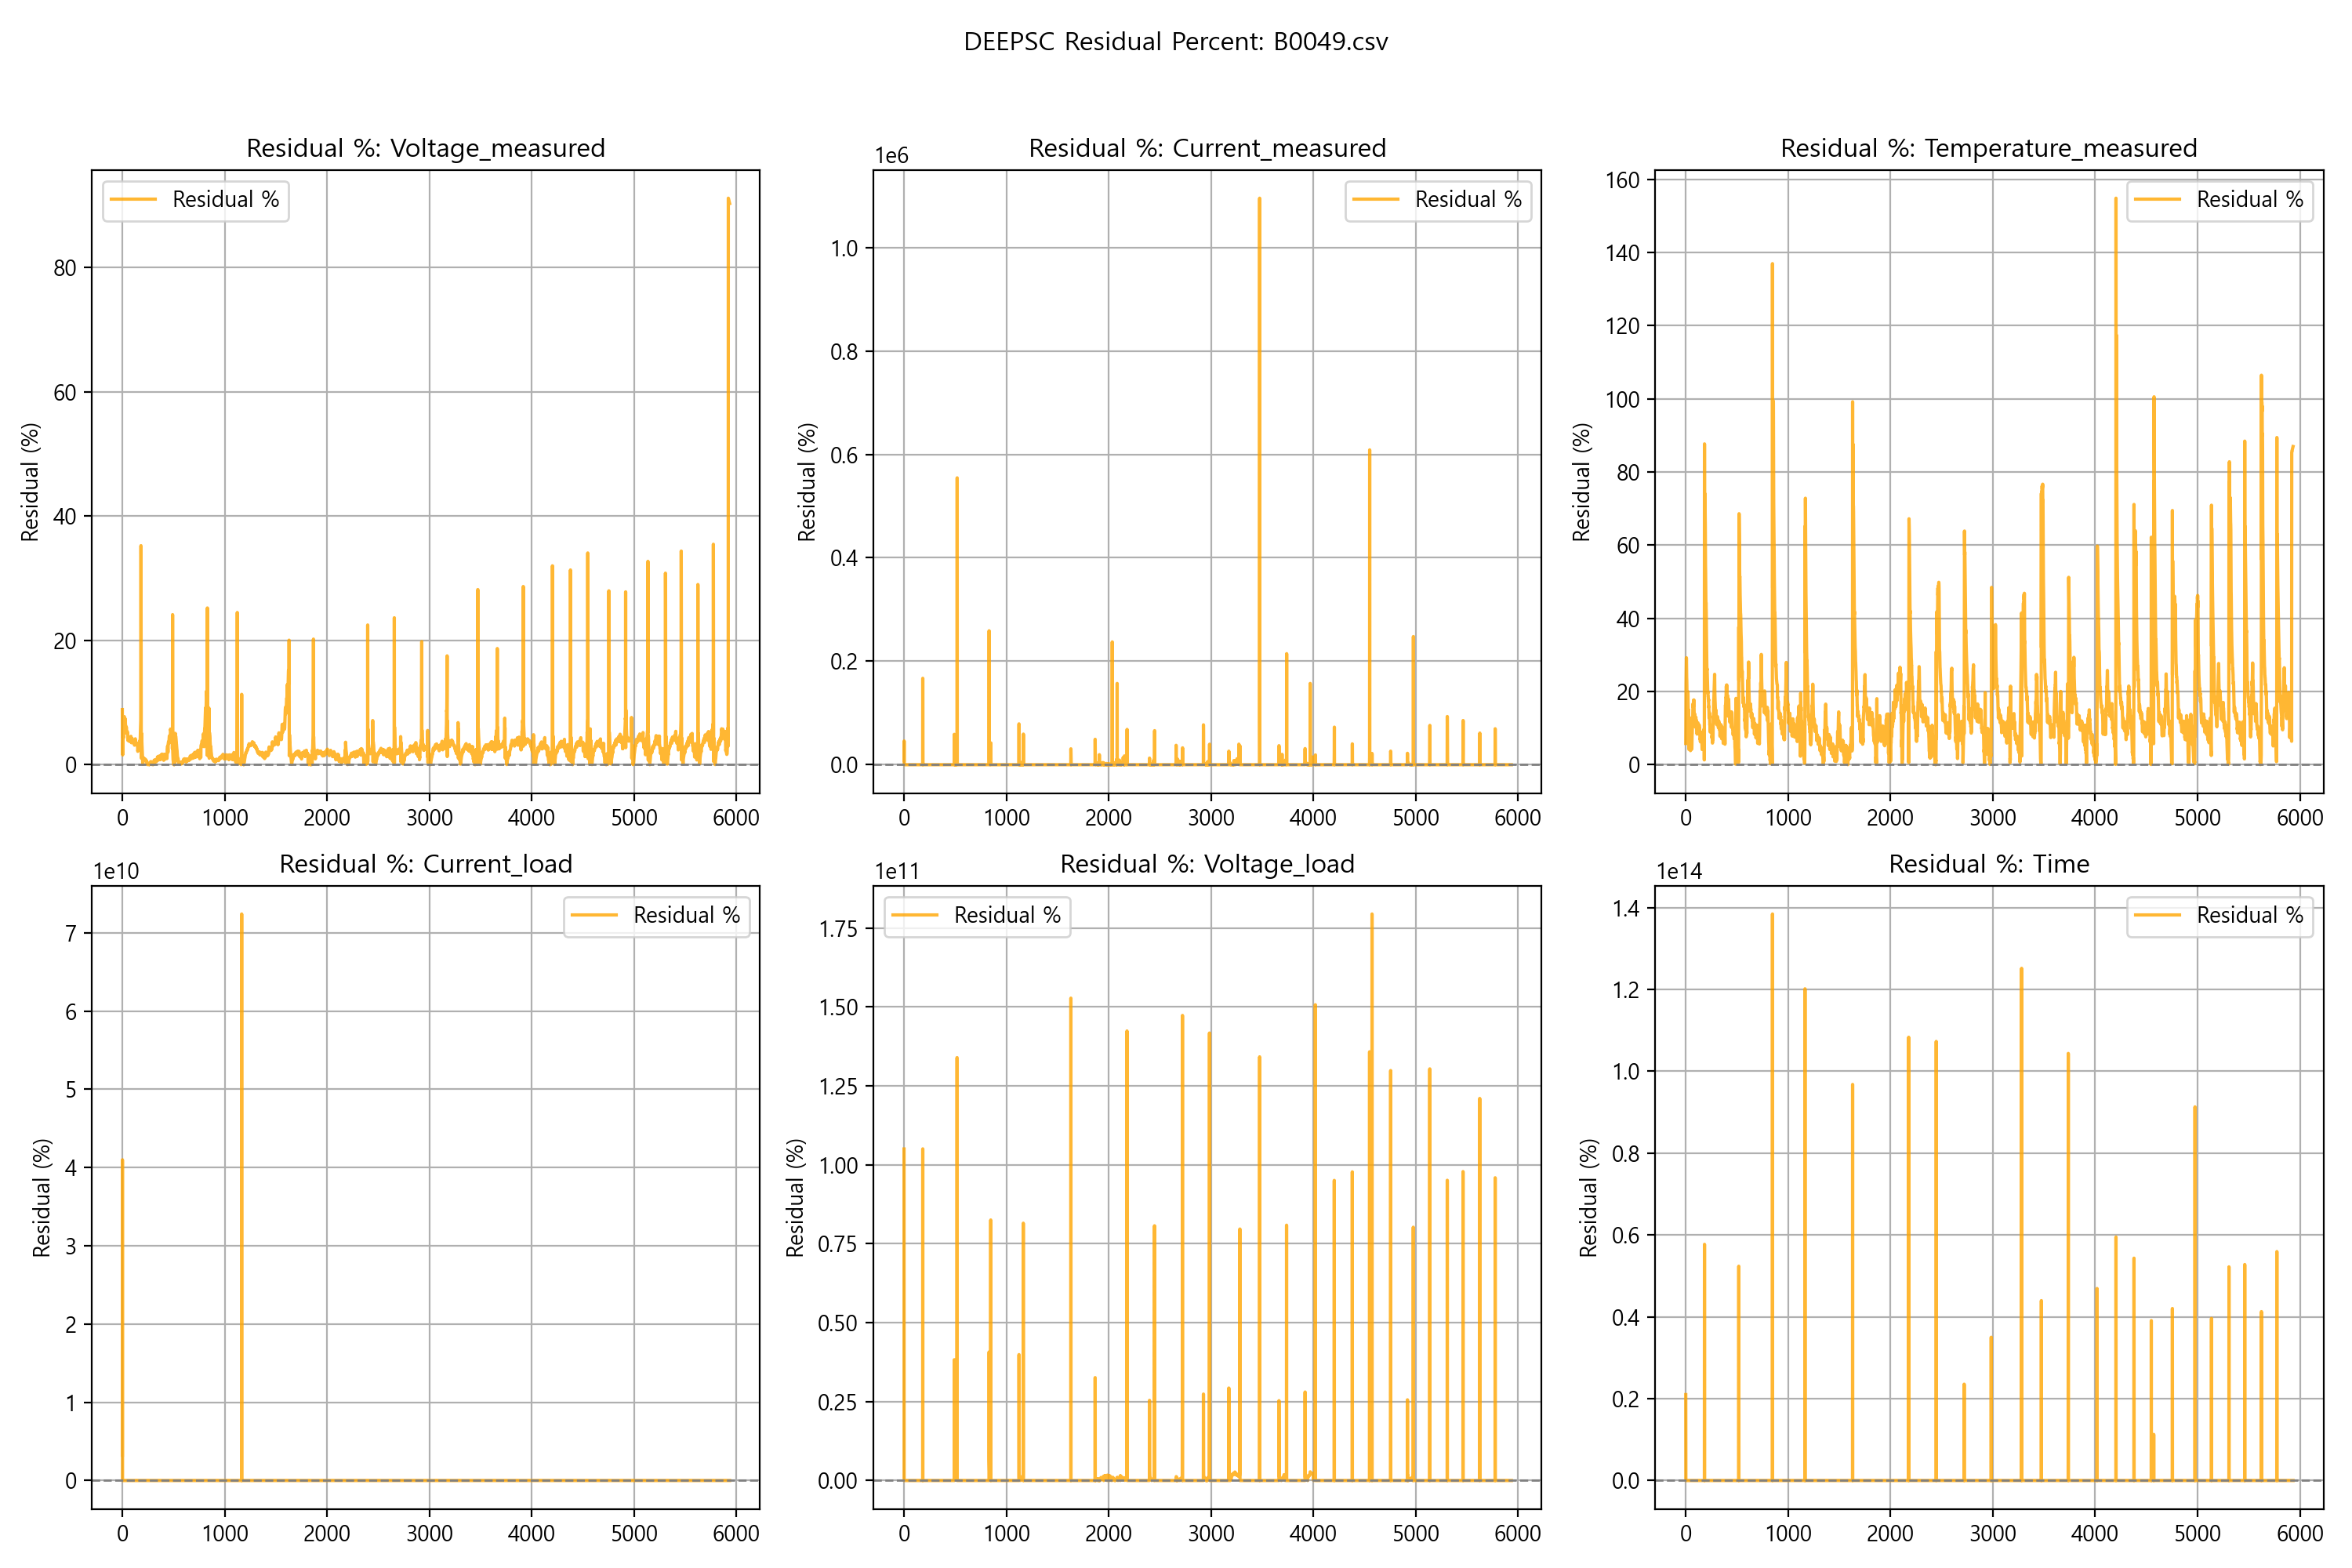 DEEPSC Residual Percent: B0049.csv
Residual %: Voltage_measured
Residual %
Residual (%)
80
60
40
20
0
0 1000 2000 3000 4000 5000 6000
Residual %: Current_measured
1e6
Residual %
Residual (%)
1.0
0.8
0.6
0.4
0.2
0.0
0 1000 2000 3000 4000 5000 6000
Residual %: Temperature_measured
Residual %
Residual (%)
160
140
120
100
80
60
40
20
0
0 1000 2000 3000 4000 5000 6000
Residual %: Current_load
1e10
Residual %
Residual (%)
7
6
5
4
3
2
1
0
0 1000 2000 3000 4000 5000 6000
Residual %: Voltage_load
1e11
Residual %
Residual (%)
1.75
1.50
1.25
1.00
0.75
0.50
0.25
0.00
0 1000 2000 3000 4000 5000 6000
Residual %: Time
1e14
Residual %
Residual (%)
1.4
1.2
1.0
0.8
0.6
0.4
0.2
0.0
0 1000 2000 3000 4000 5000 6000